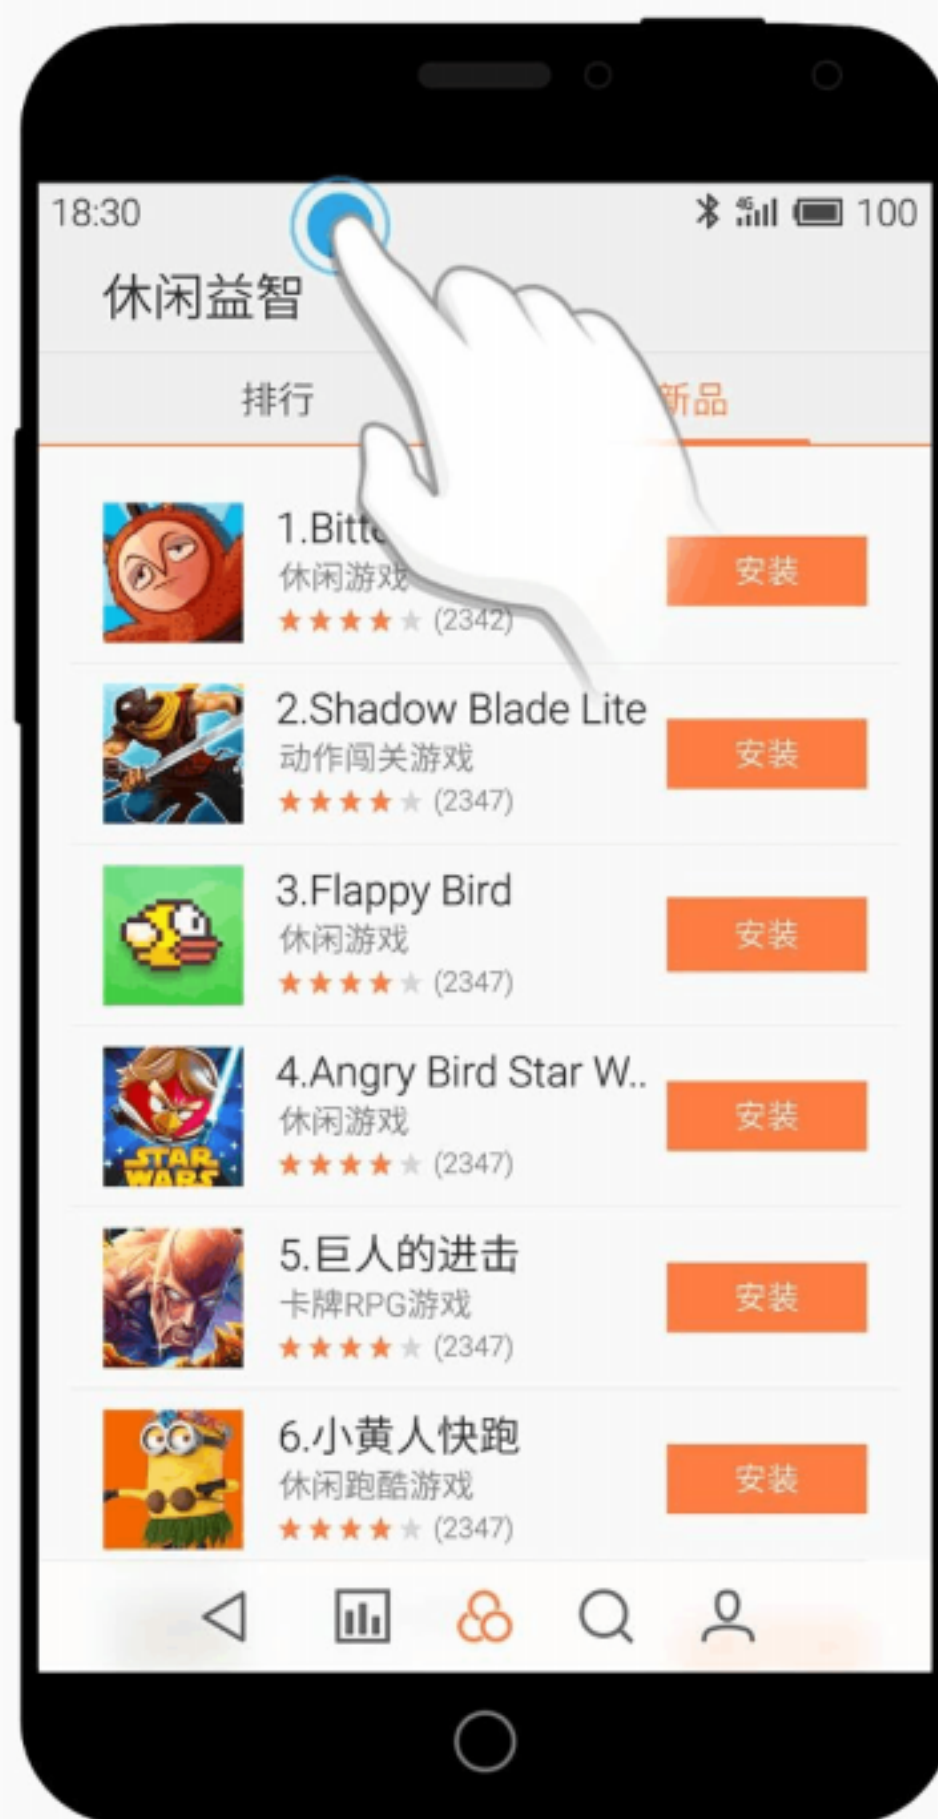 18:30 4G 100
休闲益智
排行 新品
1.Bitt
休闲游戏
(2342)
安装
2.Shadow Blade Lite
动作闯关游戏
(2347)
安装
3.Flappy Bird
休闲游戏
(2347)
安装
STAR
WARS
4.Angry Bird Star W..
休闲游戏
(2347)
安装
5.巨人的进击
卡牌RPG游戏
(2347)
安装
6.小黄人快跑
休闲跑酷游戏
(2347)
安装